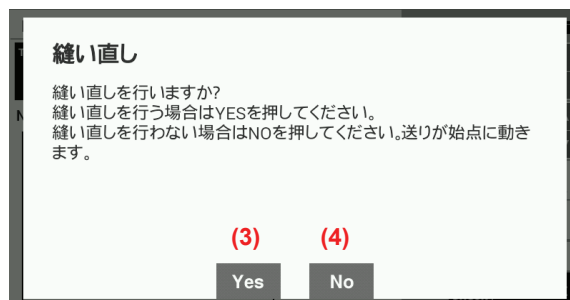 縫い直し
縫い直しを行いますか?
縫い直しを行う場合はYESを押してください。
縫い直しを行わない場合はNOを押してください。送りが始点に動き
ます。
(3) (4)
Yes No